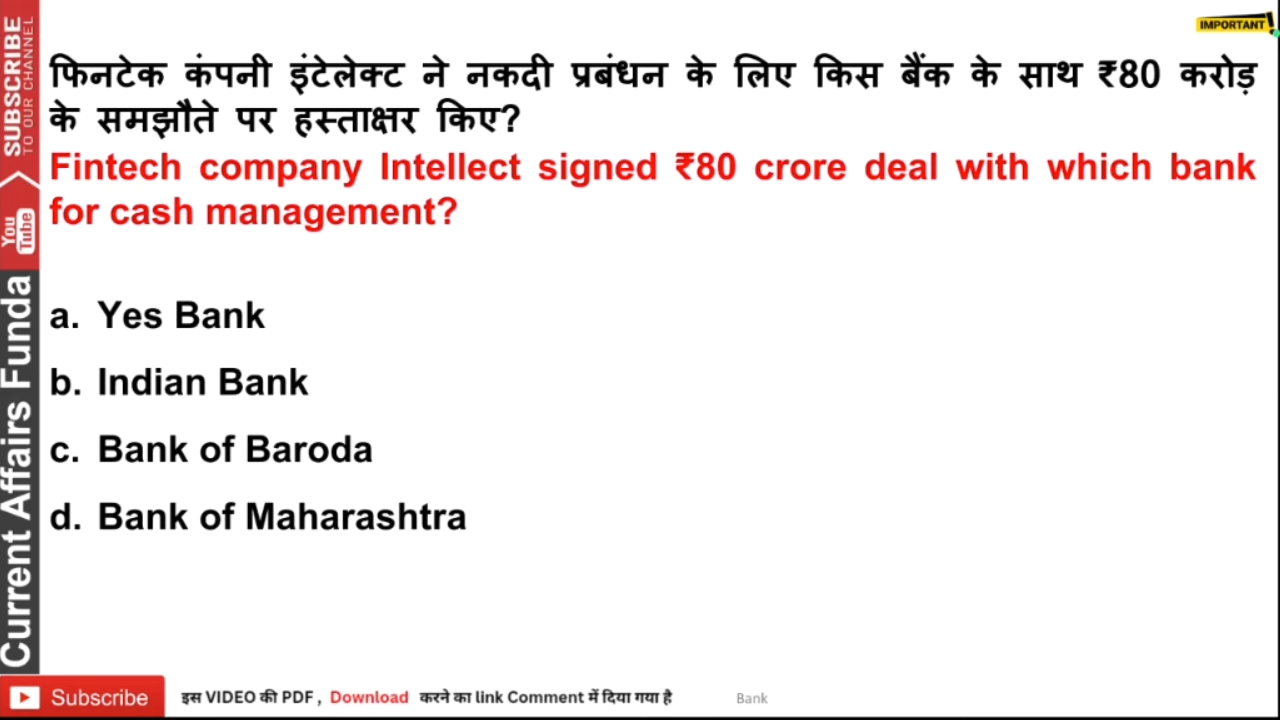 IMPORTANT!
फिनटेक कंपनी इंटेलेक्ट ने नकदी प्रबंधन के लिए किस बैंक के साथ ₹80 करोड़
के समझौते पर हस्ताक्षर किए?
Fintech company Intellect signed ₹80 crore deal with which bank
for cash management?
a. Yes Bank
b. Indian Bank
c. Bank of Baroda
d. Bank of Maharashtra
SUBSCRIBE
TO OUR CHANNEL
You Tube
Current Affairs Funda
Subscribe इस VIDEO की PDF , Download करने का link Comment में दिया गया है Bank